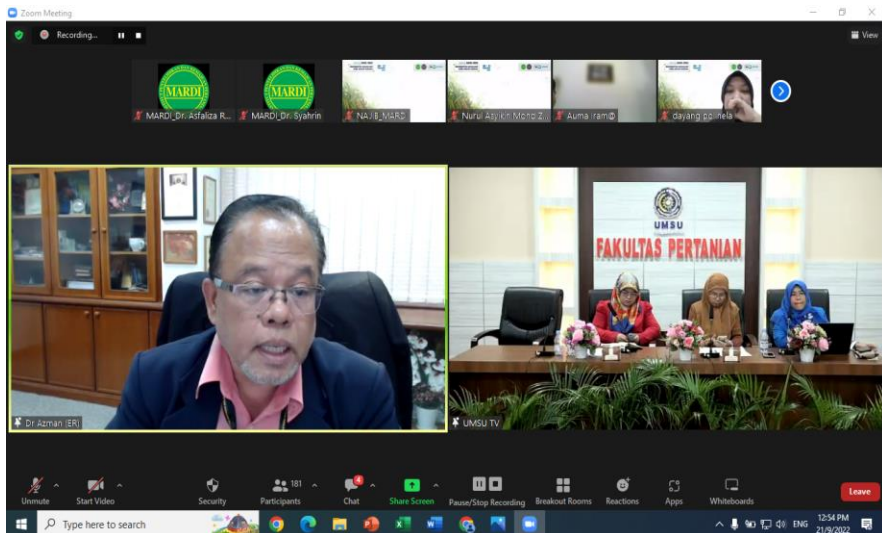 Zoom Meeting
Recording...
View
MARDI
MARDI
MARDI_Dr. Asfaliza R...
MARDI_Dr. Syahrin
NAJIB_MARDI
Nurul Asyikin Mohd Z...
Auma Iram@
dayang polinela
UMSU
FAKULTAS PERTANIAN
Dr Azman (ER)
UMSU TV
Unmute
Start Video
Security
181
Participants
4
Chat
Share Screen
Pause/Stop Recording
Breakout Rooms
Reactions
Apps
Whiteboards
Leave
Type here to search
ENG
12:54 PM
21/9/2022